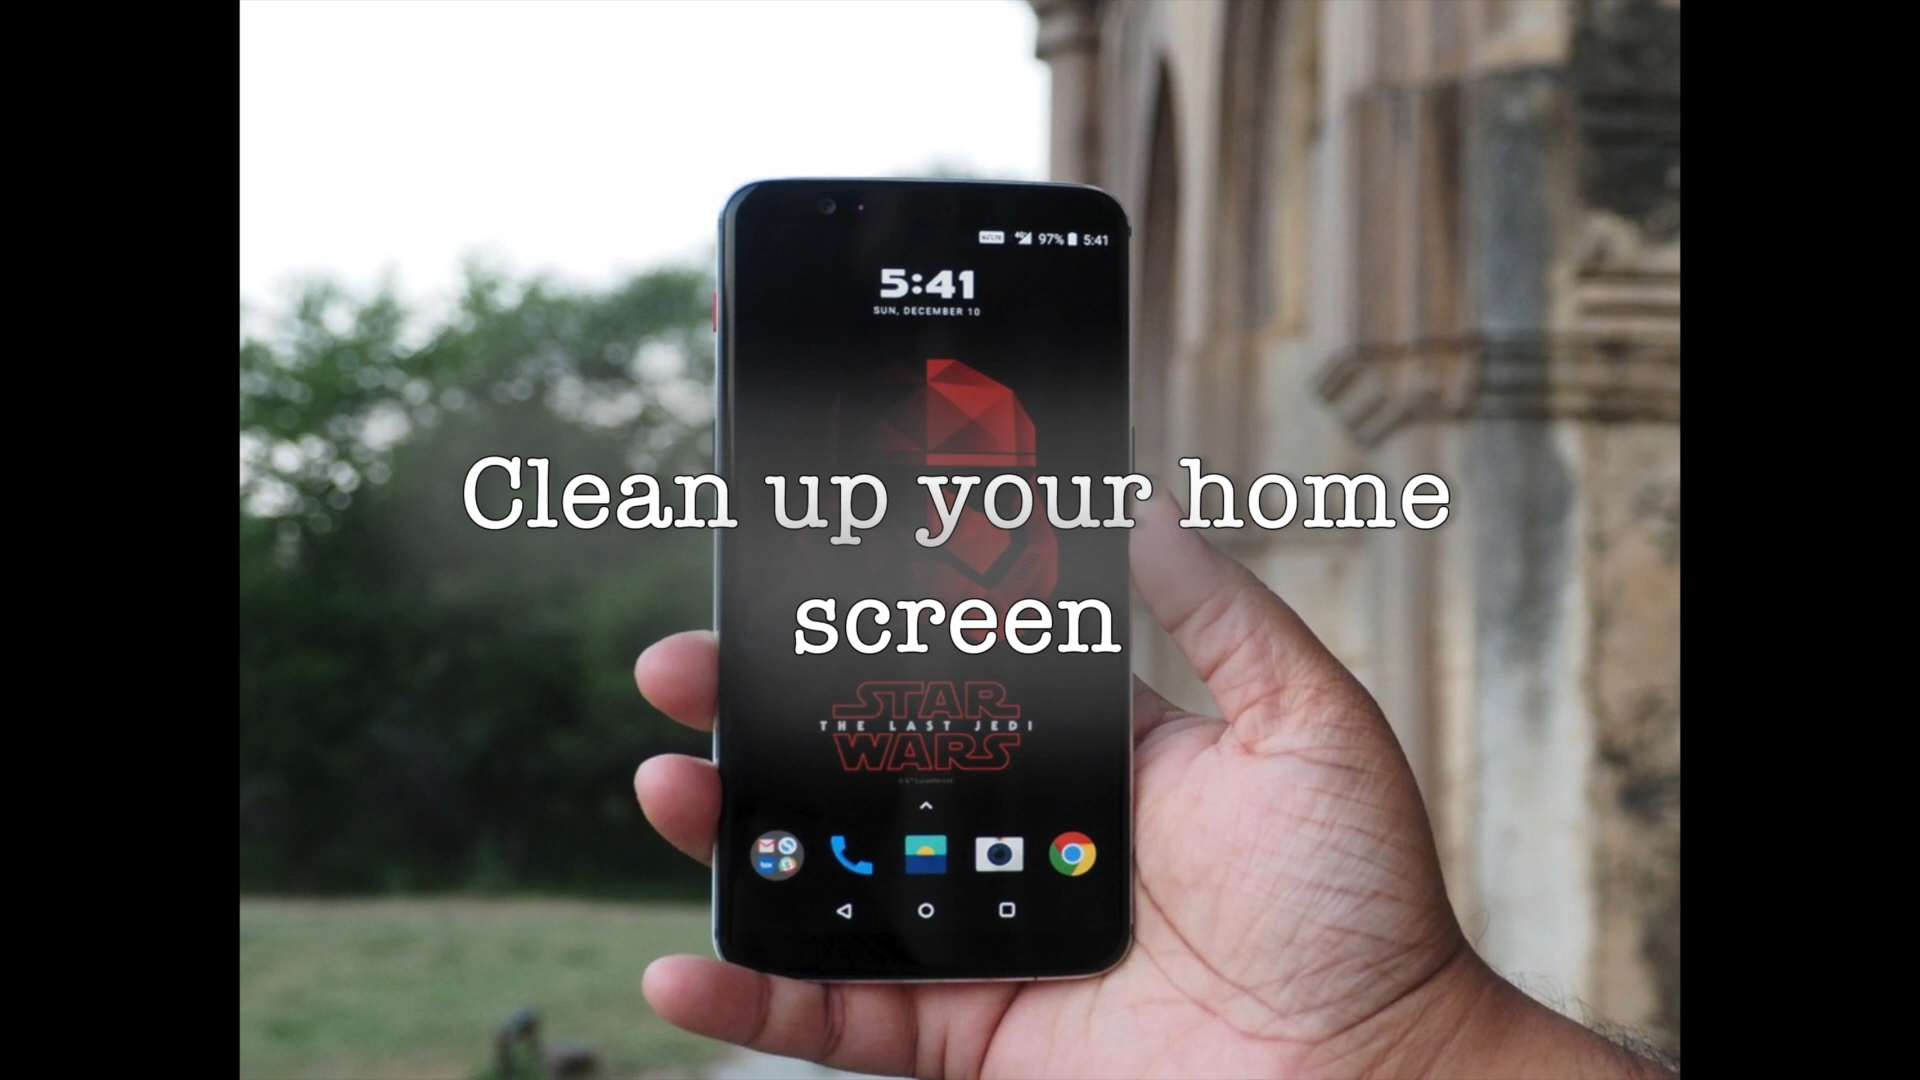 97% 5:41
5:41
SUN, DECEMBER 10
Clean up your home
screen
STAR
THE LAST JEDI
WARS